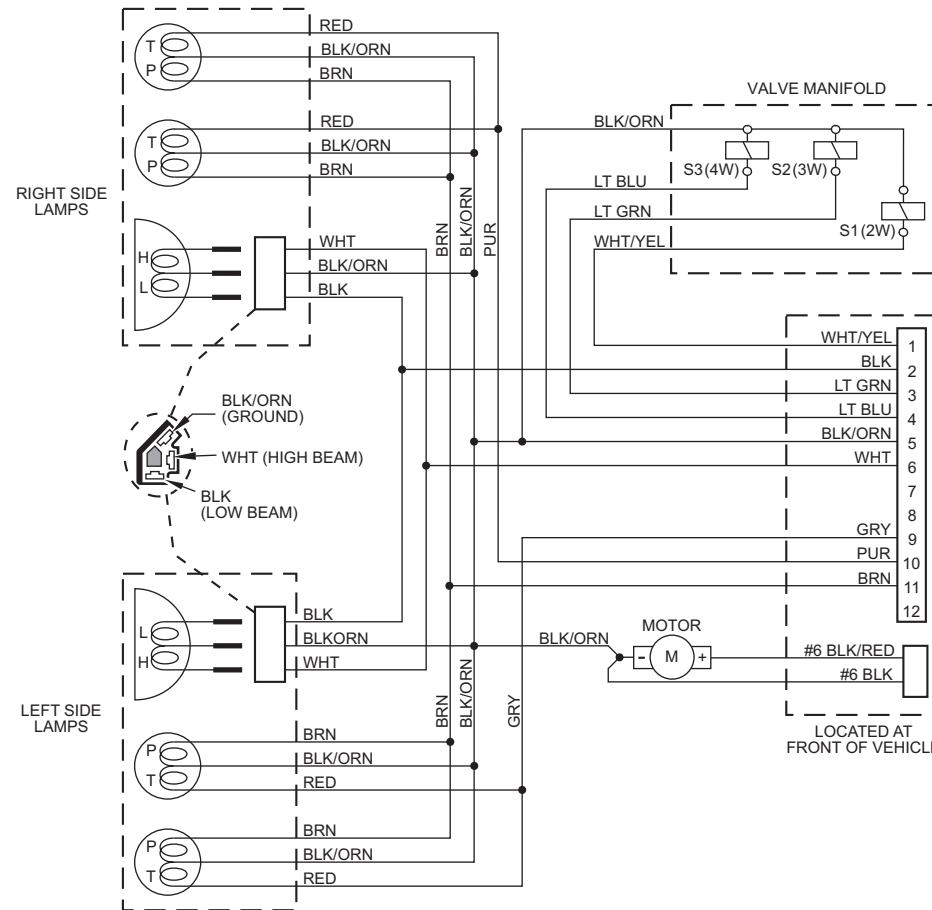 RED
BLK/ORN
BRN
T
P
RED
BLK/ORN
BRN
T
P
RIGHT SIDE
LAMPS
H
L
WHT
BLK/ORN
BLK
BRN
BLK/ORN
PUR
VALVE MANIFOLD
BLK/ORN
S3(4W)
S2(3W)
S1(2W)
LT BLU
LT GRN
WHT/YEL
BLK/ORN
(GROUND)
WHT (HIGH BEAM)
BLK
(LOW BEAM)
WHT/YEL 1
BLK 2
LT GRN 3
LT BLU 4
BLK/ORN 5
WHT 6
7
8
GRY 9
PUR 10
BRN 11
12
L
H
BLK
BLKORN
WHT
BLK/ORN
MOTOR
- M +
#6 BLK/RED
#6 BLK
LOCATED AT
FRONT OF VEHICL
LEFT SIDE
LAMPS
BRN
BLK/ORN
GRY
P
T
BRN
BLK/ORN
RED
P
T
BRN
BLK/ORN
RED